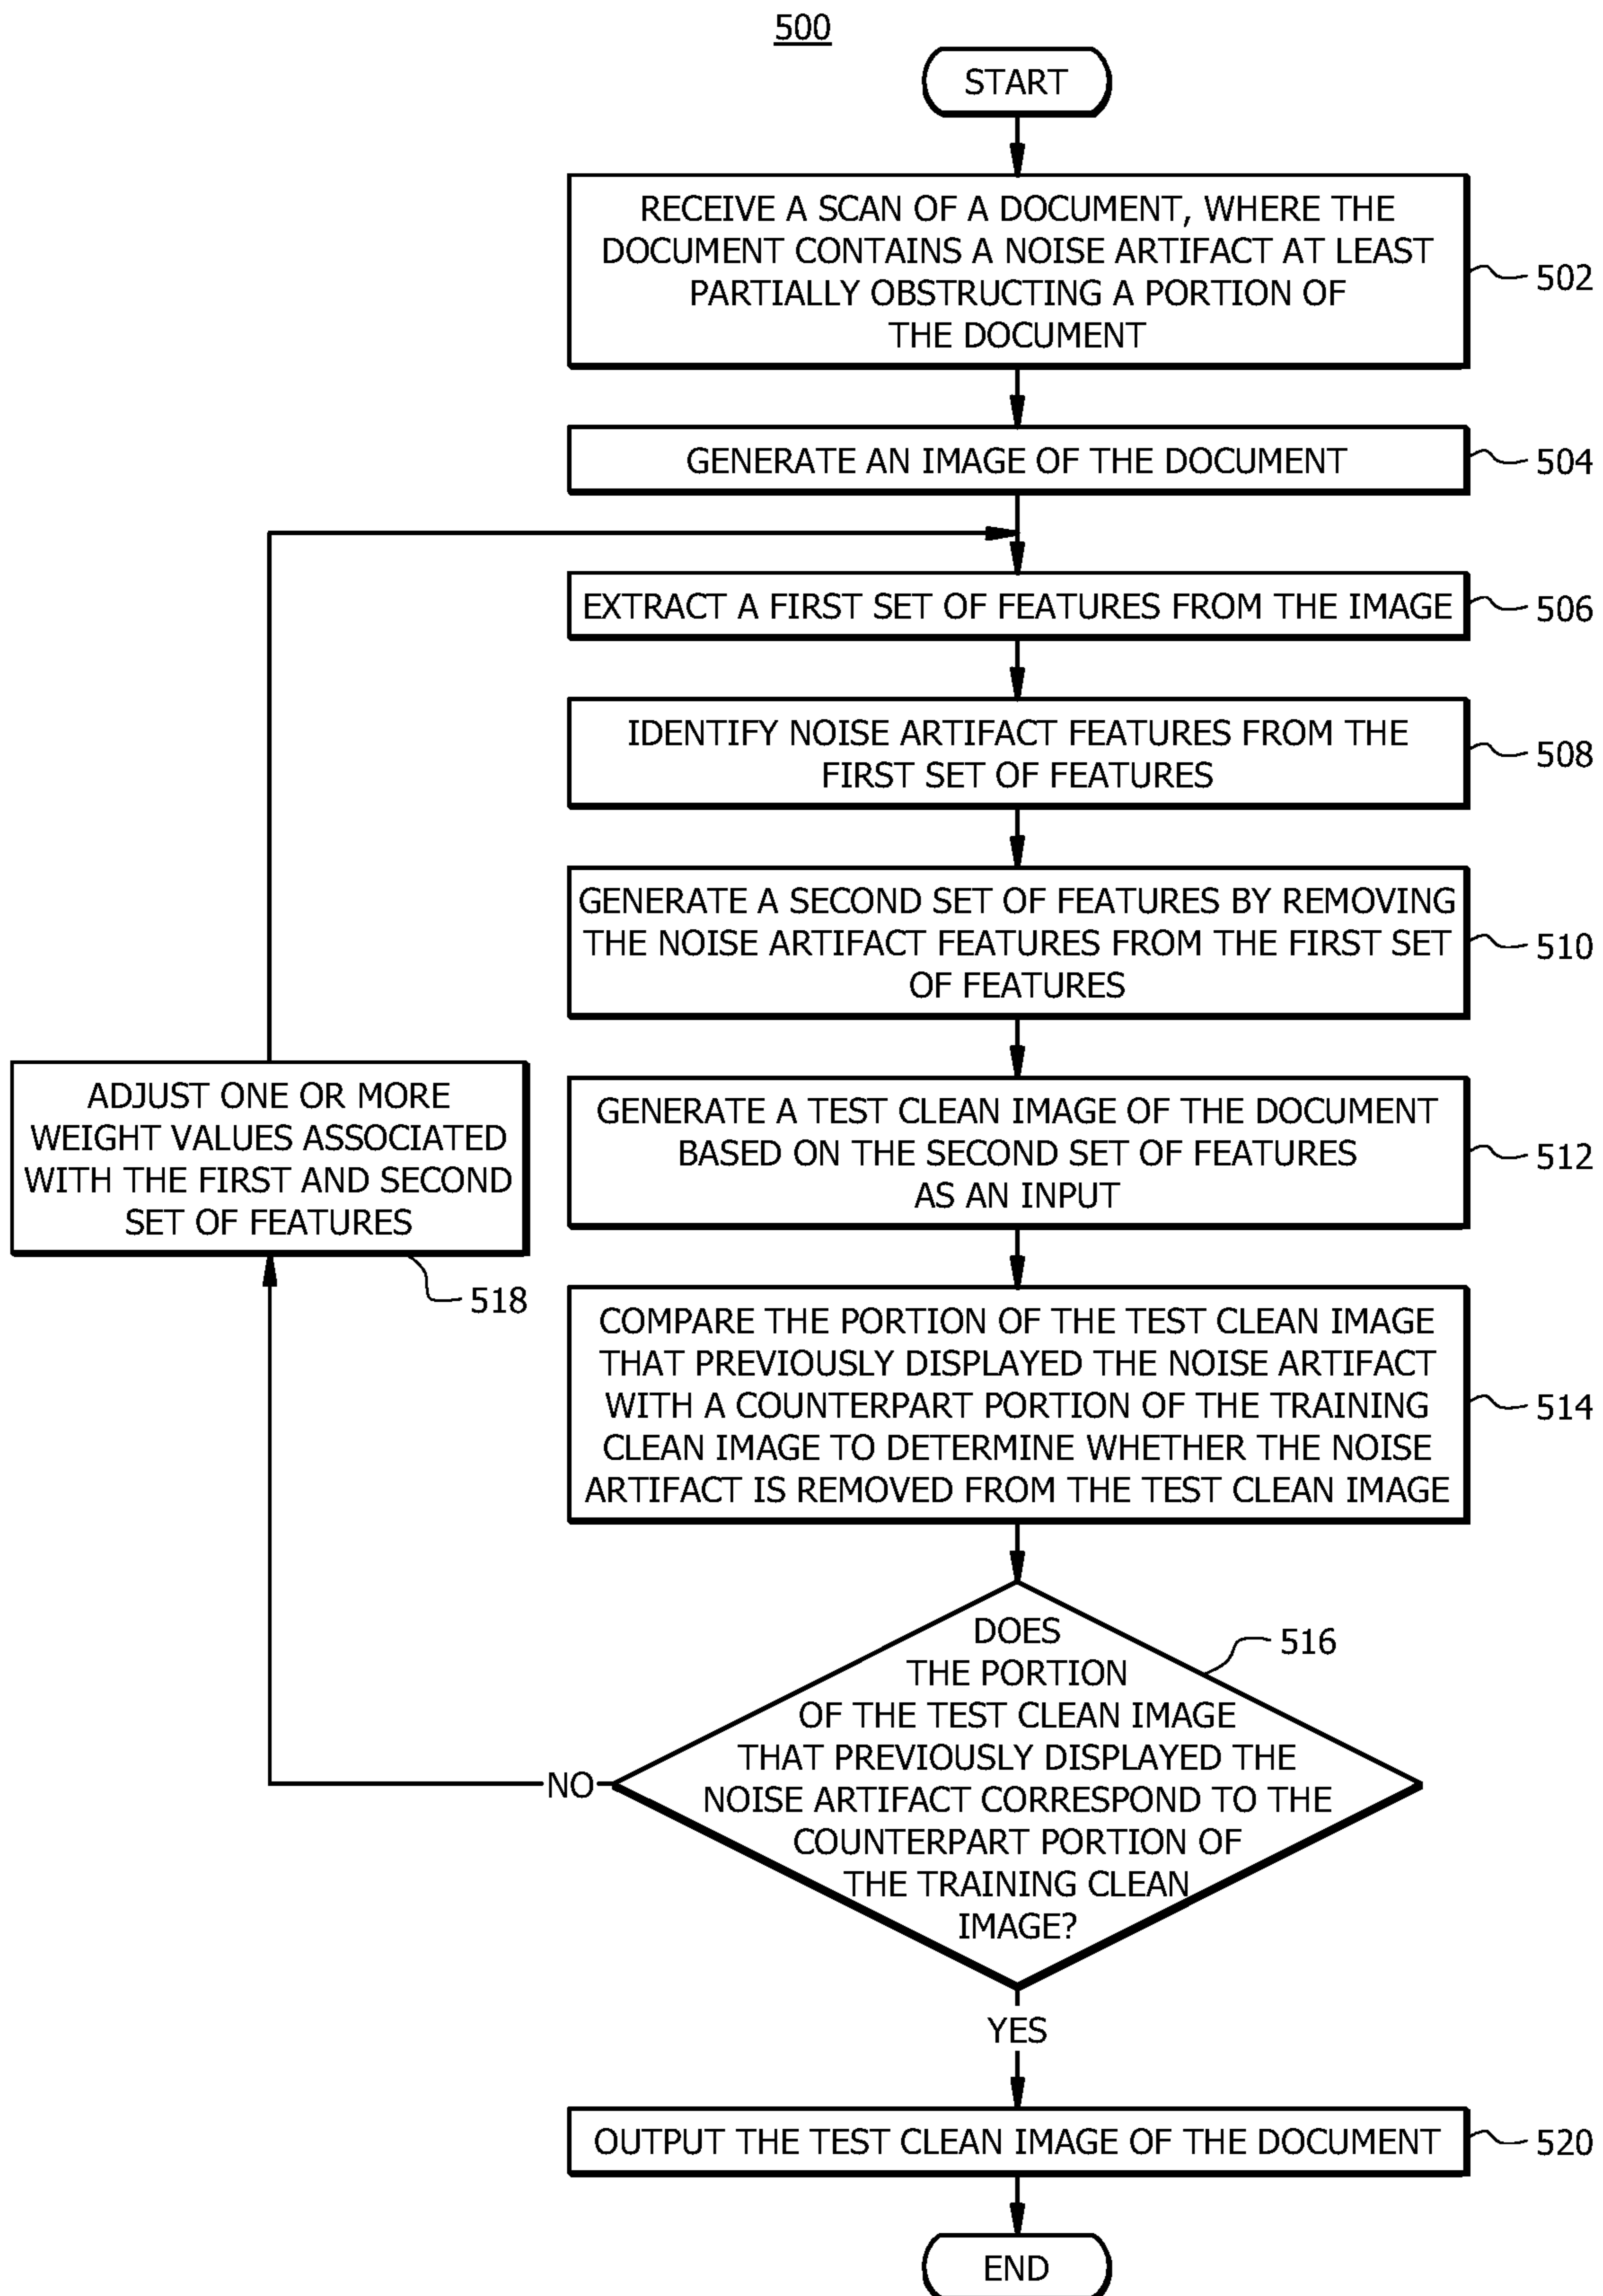 500
START
RECEIVE A SCAN OF A DOCUMENT, WHERE THE
DOCUMENT CONTAINS A NOISE ARTIFACT AT LEAST
PARTIALLY OBSTRUCTING A PORTION OF
THE DOCUMENT
502
GENERATE AN IMAGE OF THE DOCUMENT
504
EXTRACT A FIRST SET OF FEATURES FROM THE IMAGE
506
IDENTIFY NOISE ARTIFACT FEATURES FROM THE
FIRST SET OF FEATURES
508
GENERATE A SECOND SET OF FEATURES BY REMOVING
THE NOISE ARTIFACT FEATURES FROM THE FIRST SET
OF FEATURES
510
GENERATE A TEST CLEAN IMAGE OF THE DOCUMENT
BASED ON THE SECOND SET OF FEATURES
AS AN INPUT
512
COMPARE THE PORTION OF THE TEST CLEAN IMAGE
THAT PREVIOUSLY DISPLAYED THE NOISE ARTIFACT
WITH A COUNTERPART PORTION OF THE TRAINING
CLEAN IMAGE TO DETERMINE WHETHER THE NOISE
ARTIFACT IS REMOVED FROM THE TEST CLEAN IMAGE
514
DOES
THE PORTION
OF THE TEST CLEAN IMAGE
THAT PREVIOUSLY DISPLAYED THE
NOISE ARTIFACT CORRESPOND TO THE
COUNTERPART PORTION OF
THE TRAINING CLEAN
IMAGE?
516
NO
ADJUST ONE OR MORE
WEIGHT VALUES ASSOCIATED
WITH THE FIRST AND SECOND
SET OF FEATURES
518
YES
OUTPUT THE TEST CLEAN IMAGE OF THE DOCUMENT
520
END